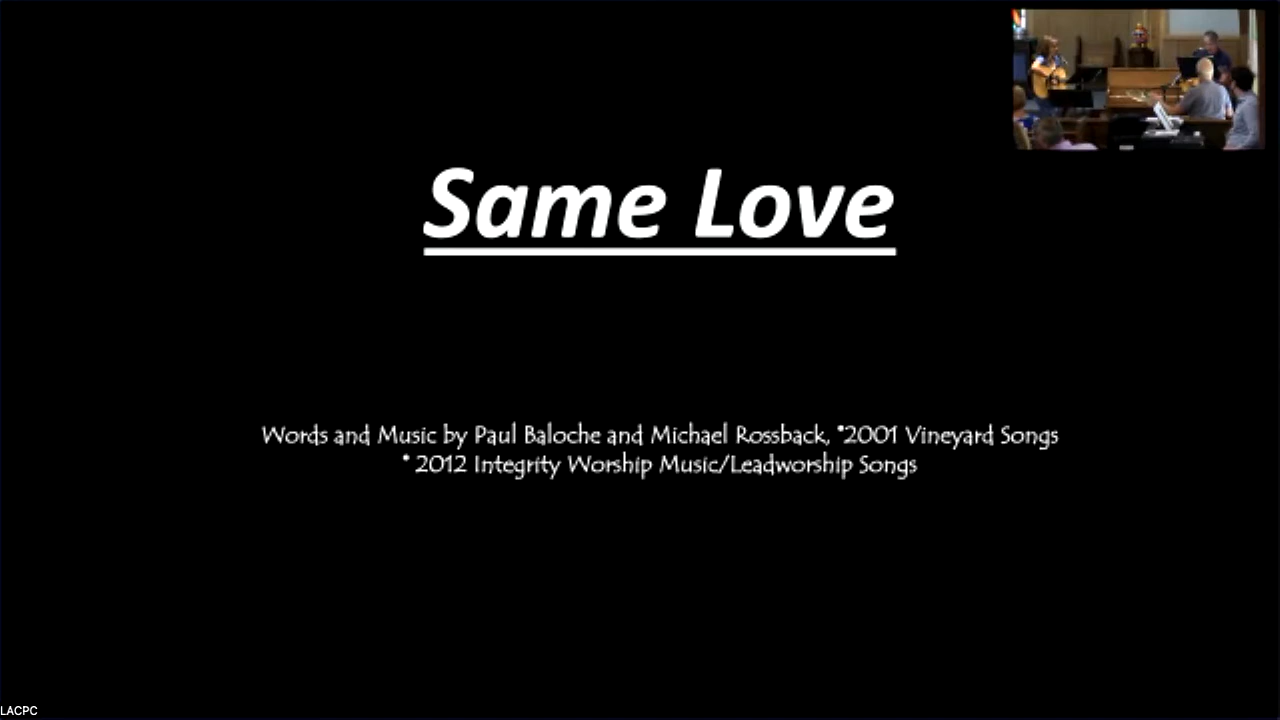 Same Love
Words and Music by Paul Baloche and Michael Rossback, *2001 Vineyard Songs
* 2012 Integrity Worship Music/Leadworship Songs
LACPC